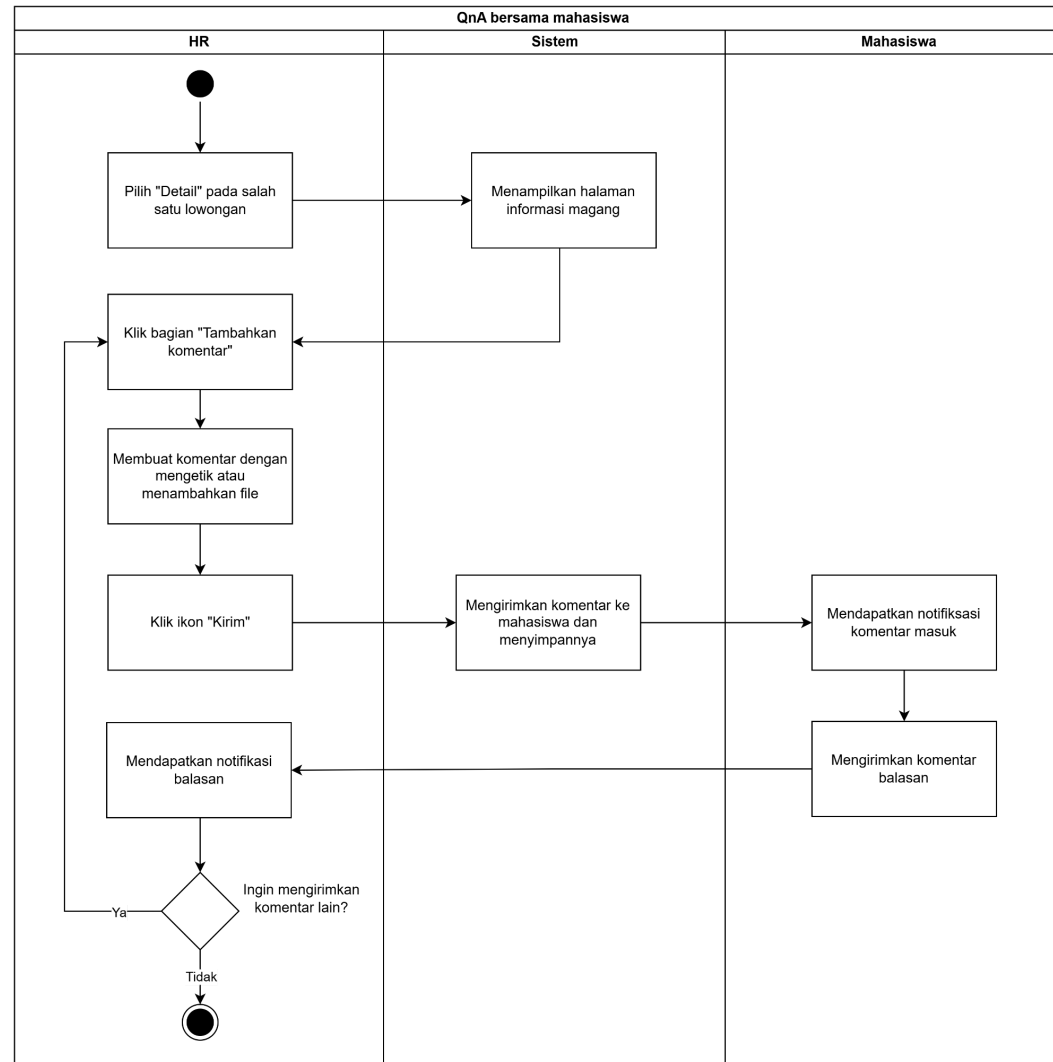 QnA bersama mahasiswa
HR
Sistem
Mahasiswa
Pilih "Detail" pada salah
satu lowongan
Menampilkan halaman
informasi magang
Klik bagian "Tambahkan
komentar"
Membuat komentar dengan
mengetik atau
menambahkan file
Klik ikon "Kirim"
Mengirimkan komentar ke
mahasiswa dan
menyimpannya
Mendapatkan notifiksasi
komentar masuk
Mendapatkan notifikasi
balasan
Mengirimkan komentar
balasan
Ingin mengirimkan
komentar lain?
Ya
Tidak